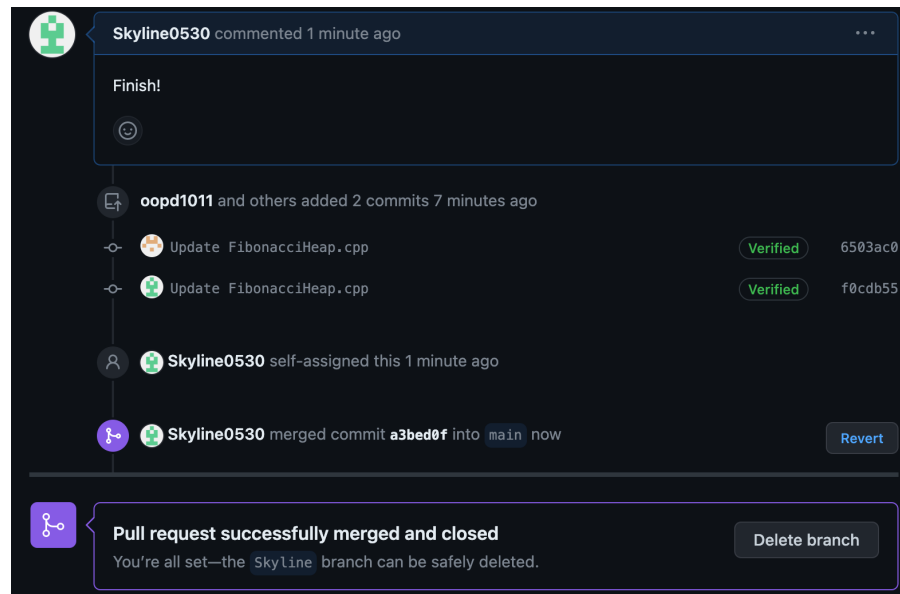 Skyline0530 commented 1 minute ago
Finish!
oopd1011 and others added 2 commits 7 minutes ago
Update FibonacciHeap.cpp Verified 6503ac0
Update FibonacciHeap.cpp Verified f0cdb55
Skyline0530 self-assigned this 1 minute ago
Skyline0530 merged commit a3bed0f into main now Revert
Pull request successfully merged and closed
You're all set—the Skyline branch can be safely deleted.
Delete branch